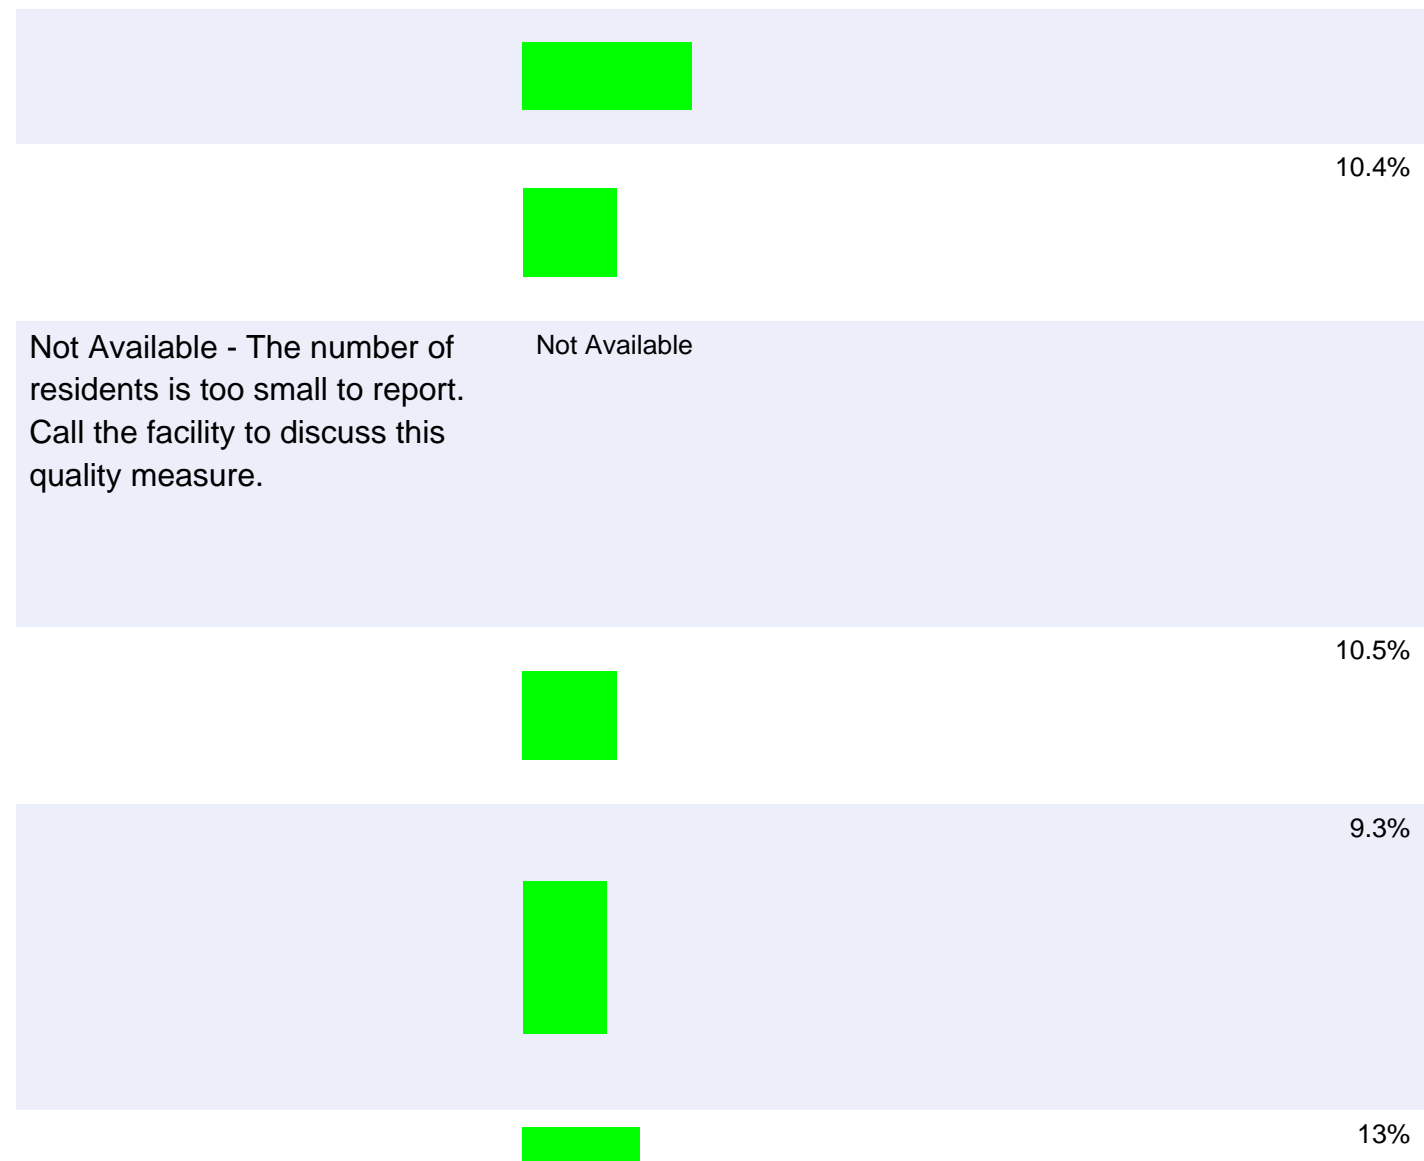 10.4%
Not Available - The number of
residents is too small to report.
Call the facility to discuss this
quality measure.
Not Available
10.5%
9.3%
13%